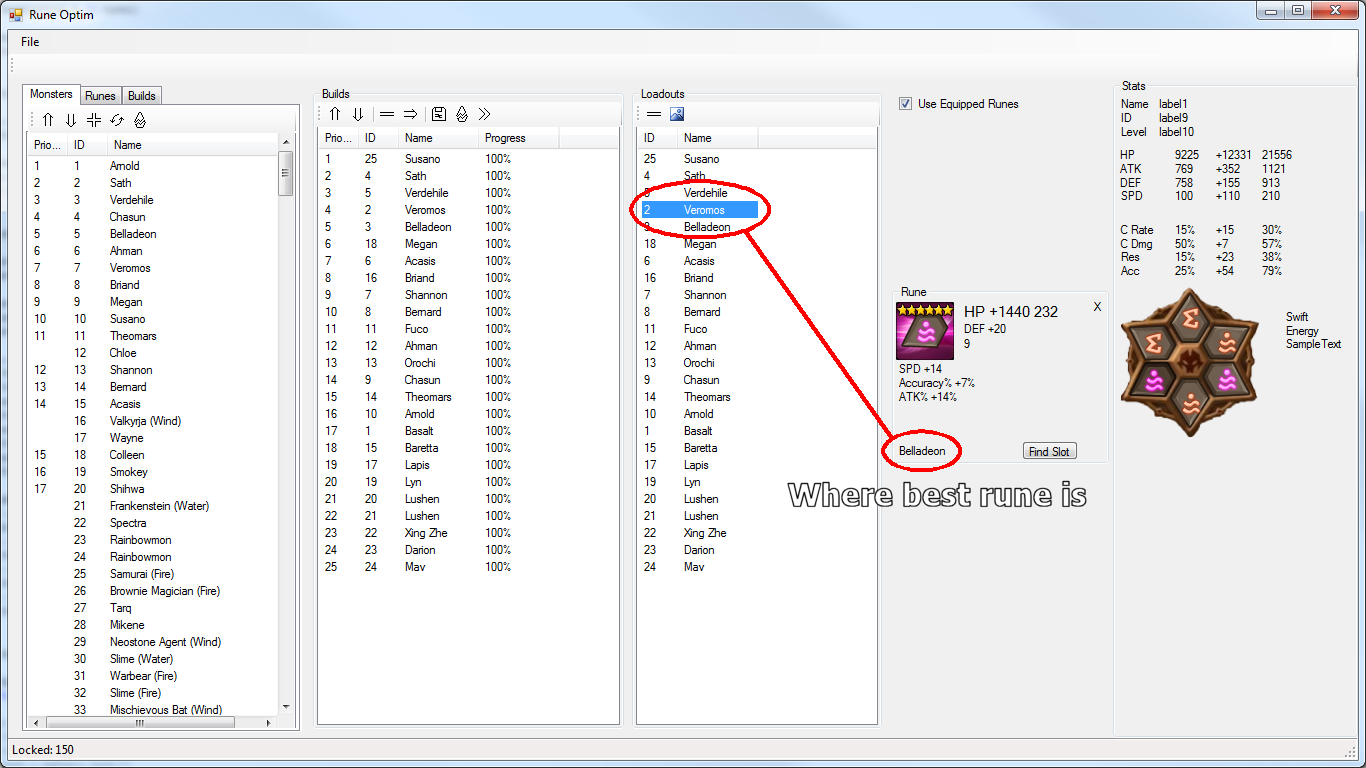 Rune Optim
File
Monsters Runes Builds
Prio... ID Name
1 1 Arnold
2 2 Sath
3 3 Verdehile
4 4 Chasun
5 5 Belladeon
6 6 Ahman
7 7 Veromos
8 8 Briand
9 9 Megan
10 10 Susano
11 11 Theomars
12 Chloe
12 13 Shannon
13 14 Bernard
14 15 Acasis
16 Valkyrja (Wind)
17 Wayne
15 18 Colleen
16 19 Smokey
17 20 Shihwa
21 Frankenstein (Water)
22 Spectra
23 Rainbowmon
24 Rainbowmon
25 Samurai (Fire)
26 Brownie Magician (Fire)
27 Tarq
28 Mikene
29 Neostone Agent (Wind)
30 Slime (Water)
31 Warbear (Fire)
32 Slime (Fire)
33 Mischievous Bat (Wind)
Builds
Prio... ID Name Progress
1 25 Susano 100%
2 4 Sath 100%
3 5 Verdehile 100%
4 2 Veromos 100%
5 3 Belladeon 100%
6 18 Megan 100%
7 6 Acasis 100%
8 16 Briand 100%
9 7 Shannon 100%
10 8 Bernard 100%
11 11 Fuco 100%
12 12 Ahman 100%
13 13 Orochi 100%
14 9 Chasun 100%
15 14 Theomars 100%
16 10 Arnold 100%
17 1 Basalt 100%
18 15 Baretta 100%
19 17 Lapis 100%
20 19 Lyn 100%
21 20 Lushen 100%
22 21 Lushen 100%
23 22 Xing Zhe 100%
24 23 Darion 100%
25 24 Mav 100%
Loadouts
ID Name
25 Susano
4 Sath
5 Verdehile
2 Veromos
3 Belladeon
18 Megan
6 Acasis
16 Briand
7 Shannon
8 Bernard
11 Fuco
12 Ahman
13 Orochi
9 Chasun
14 Theomars
10 Arnold
1 Basalt
15 Baretta
17 Lapis
19 Lyn
20 Lushen
21 Lushen
22 Xing Zhe
23 Darion
24 Mav
Use Equipped Runes
Rune
X
HP +1440 232
DEF +20
9
SPD +14
Accuracy% +7%
ATK% +14%
Belladeon
Find Slot
Where best rune is
Stats
Name label1
ID label9
Level label10
HP 9225 +12331 21556
ATK 769 +352 1121
DEF 758 +155 913
SPD 100 +110 210
C Rate 15% +15 30%
C Dmg 50% +7 57%
Res 15% +23 38%
Acc 25% +54 79%
Swift
Energy
SampleText
Locked: 150